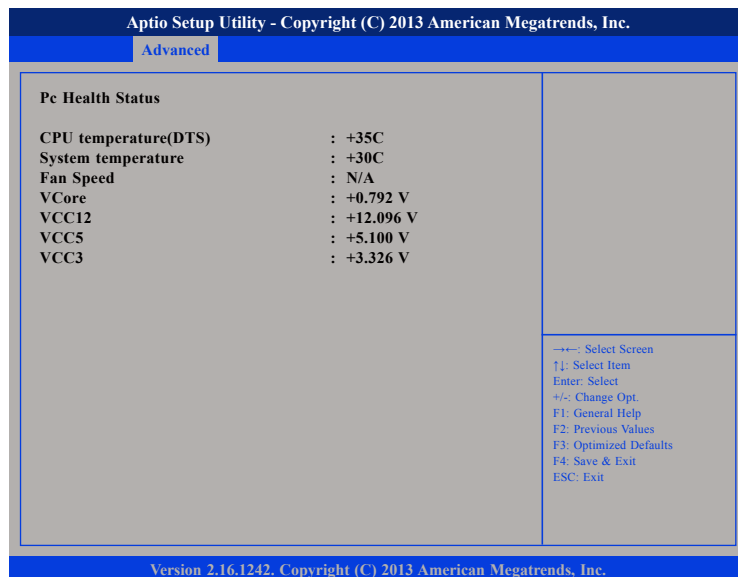 Aptio Setup Utility - Copyright (C) 2013 American Megatrends, Inc.
Advanced
Pc Health Status
CPU temperature(DTS) : +35C
System temperature : +30C
Fan Speed : N/A
VCore : +0.792 V
VCC12 : +12.096 V
VCC5 : +5.100 V
VCC3 : +3.326 V
→←: Select Screen
↑↓: Select Item
Enter: Select
+/-: Change Opt.
F1: General Help
F2: Previous Values
F3: Optimized Defaults
F4: Save & Exit
ESC: Exit
Version 2.16.1242. Copyright (C) 2013 American Megatrends, Inc.